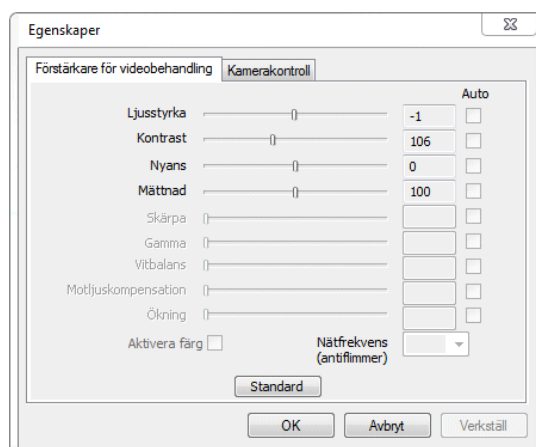 Egenskaper
Förstärkare för videobehandling Kamerakontroll
Auto
Ljusstyrka -1
Kontrast 106
Nyans 0
Mättnad 100
Skärpa
Gamma
Vitbalans
Motljuskompensation
Ökning
Aktivera färg Nätfrekvens
(antiflimmer)
Standard
OK Avbryt Verkställ